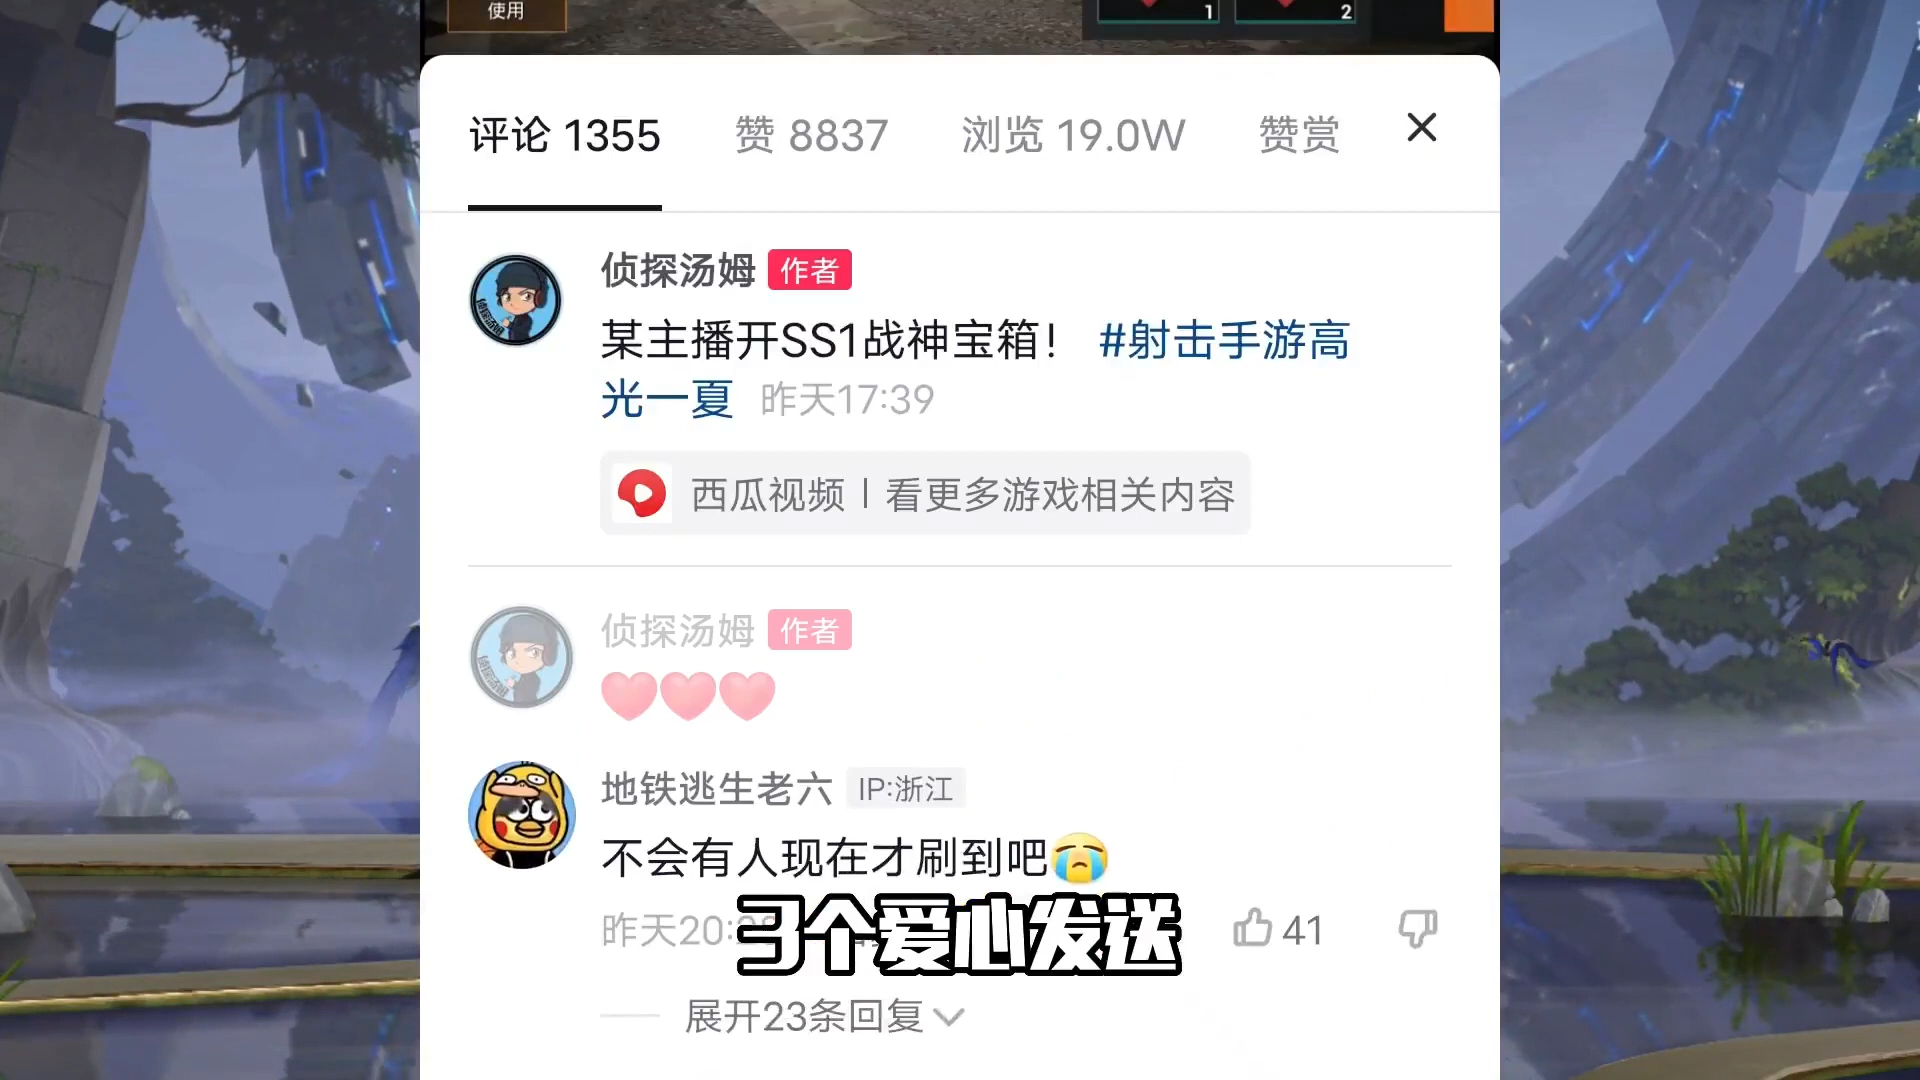 使用
1
2
评论 1355
赞 8837
浏览 19.0W
赞赏
侦探汤姆 作者
某主播开SS1战神宝箱！ #射击手游高
光一夏 昨天17:39
西瓜视频 | 看更多游戏相关内容
侦探汤姆 作者
地铁逃生老六 IP:浙江
不会有人现在才刷到吧
昨天20:
3个爱心发送
41
展开23条回复